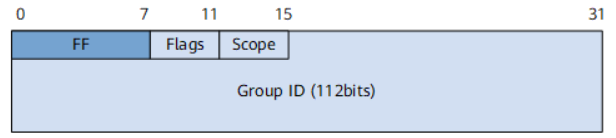 0 7 11 15 31
FF Flags Scope
Group ID (112bits)